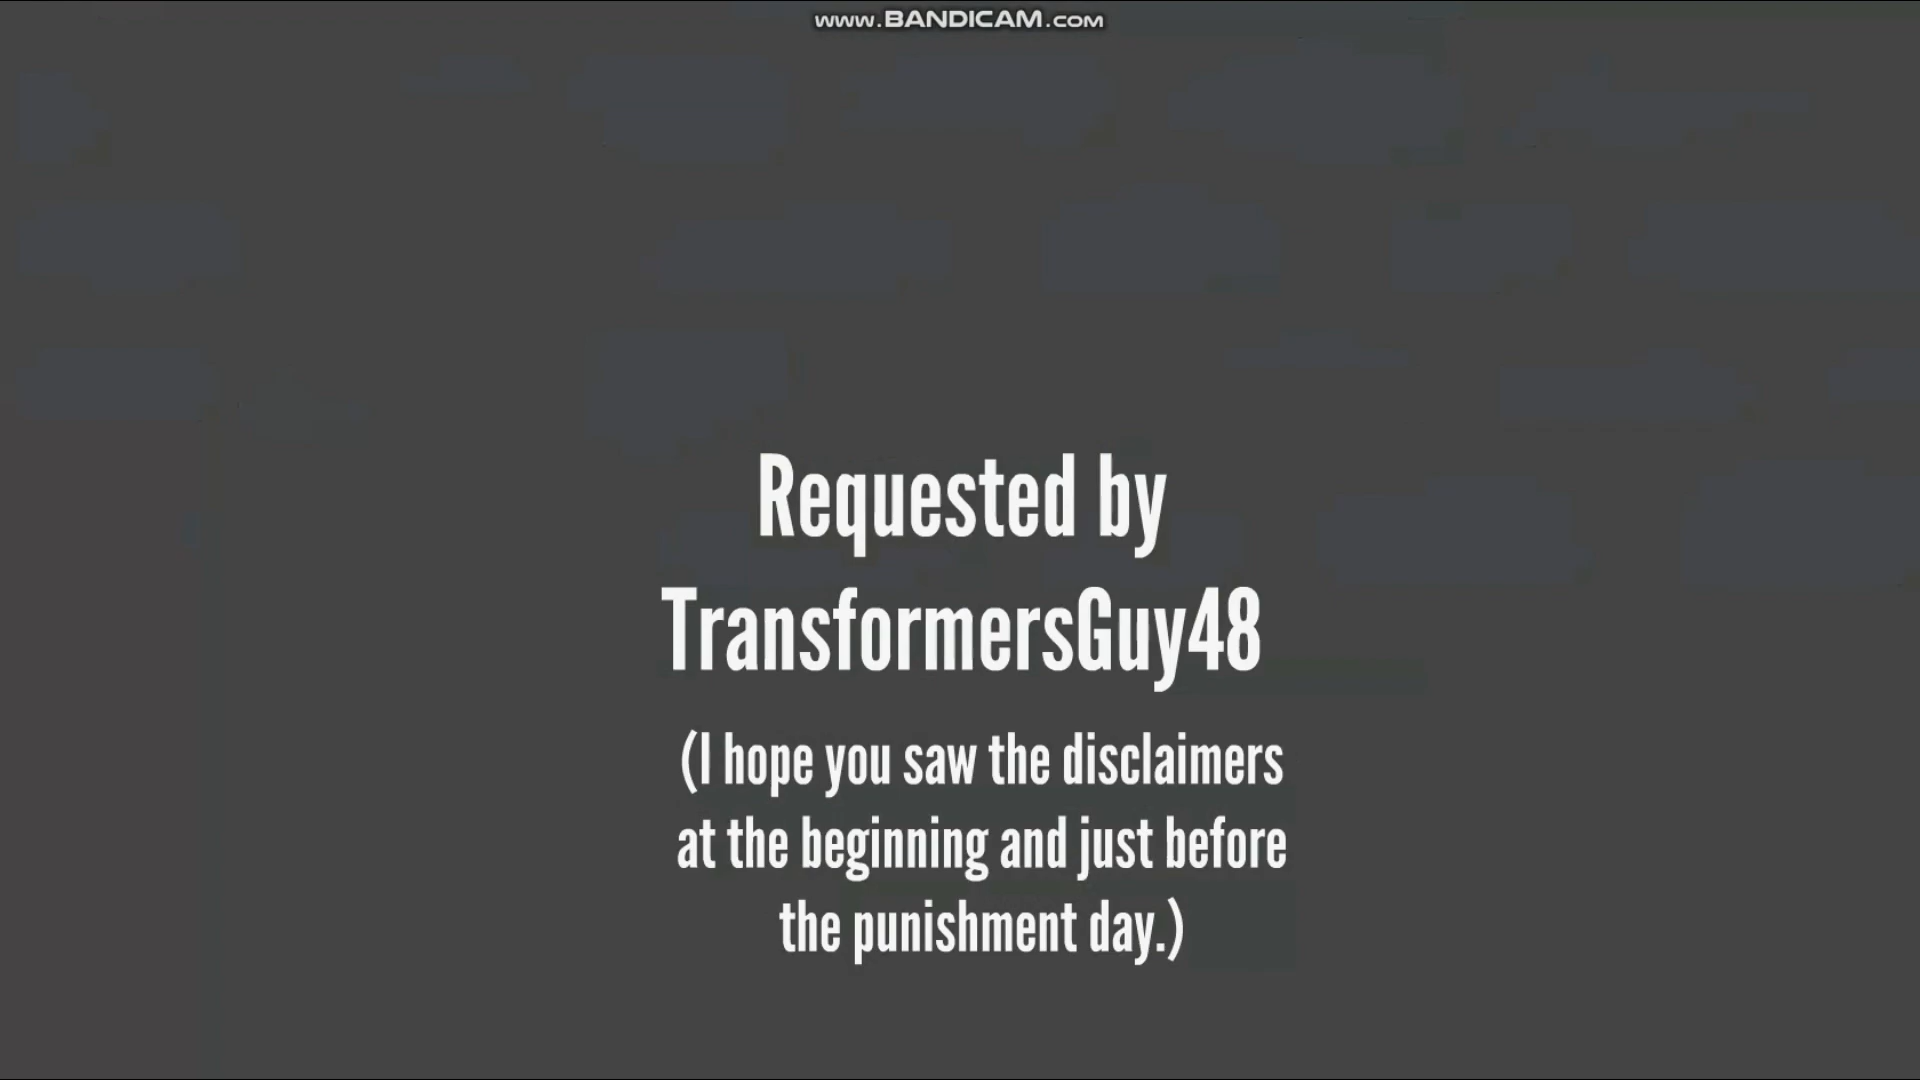 www.BANDICAM.com
Requested by
TransformersGuy48
(I hope you saw the disclaimers
at the beginning and just before
the punishment day.)